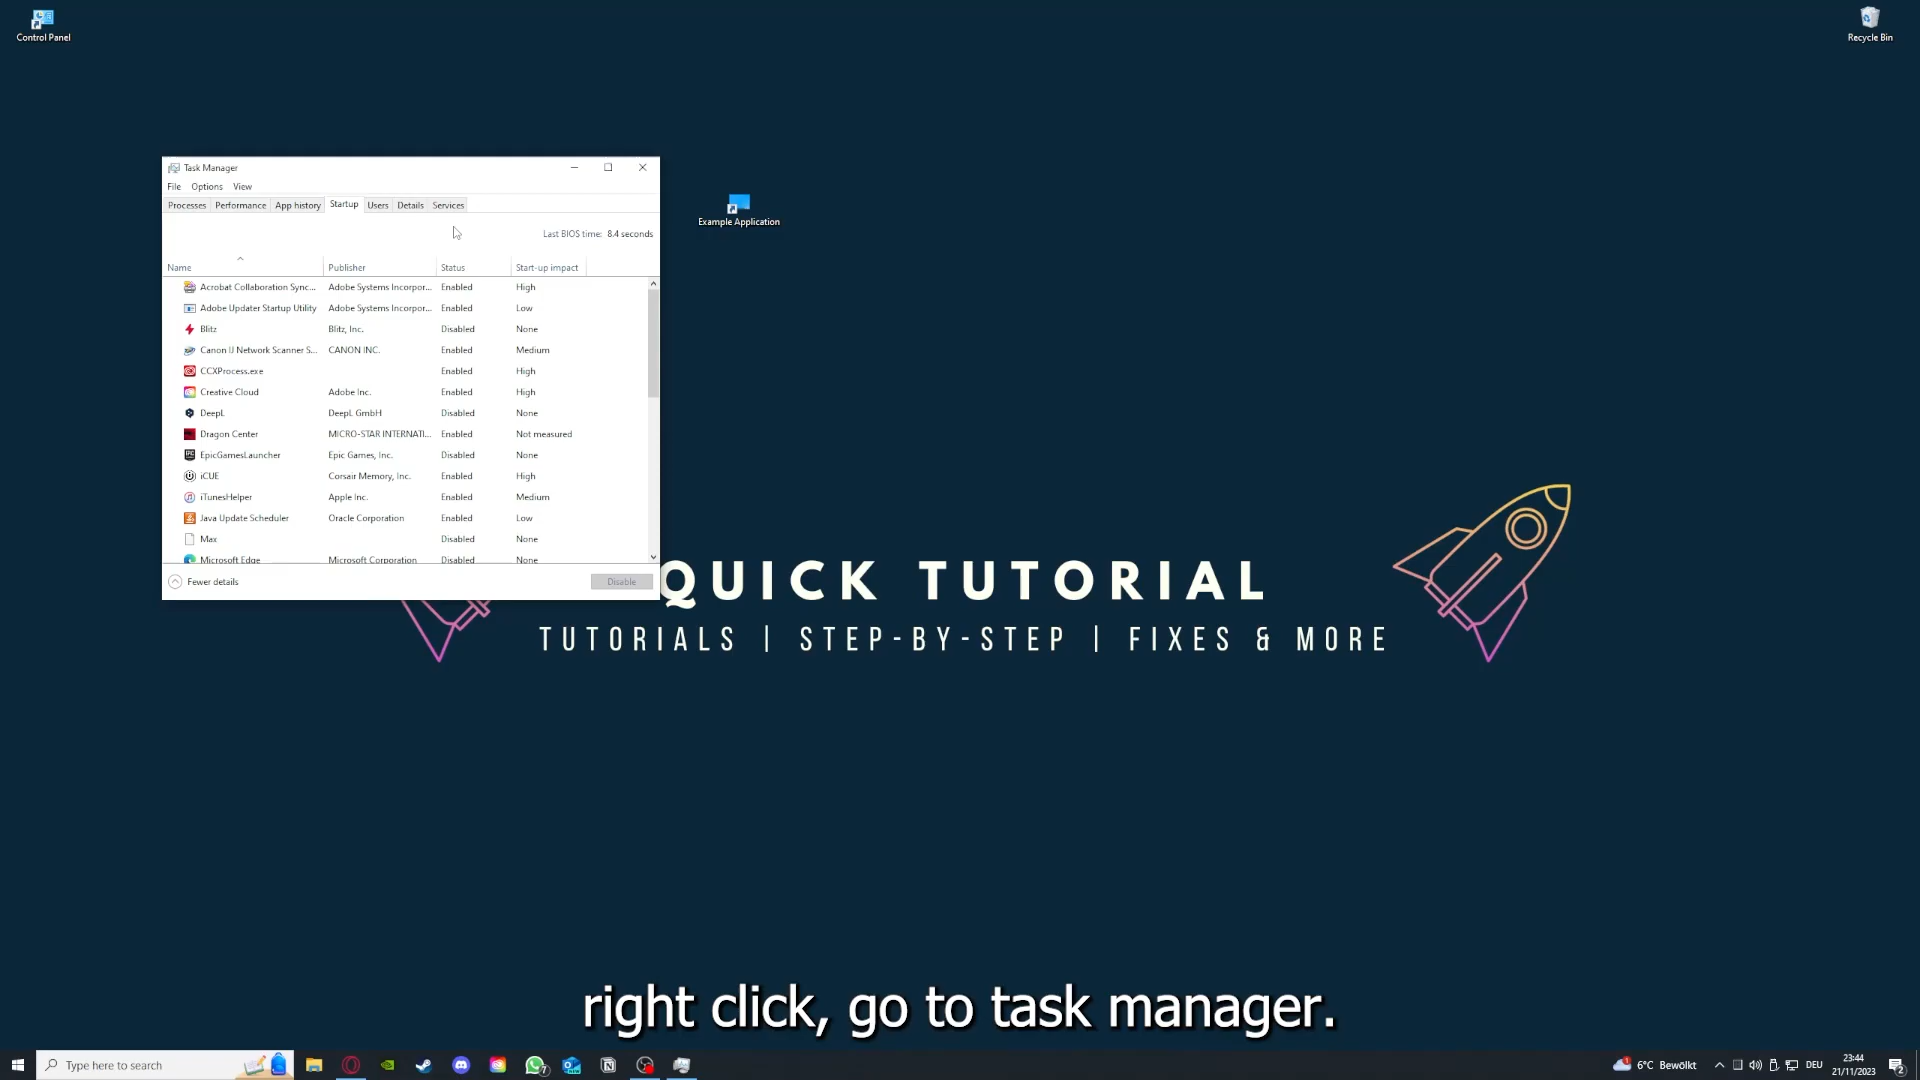 Control Panel
Recycle Bin
Task Manager
File Options View
Processes Performance App history Startup Users Details Services
Example Application
Last BIOS time: 8.4 seconds
Name Publisher Status Start-up impact
Acrobat Collaboration Sync... Adobe Systems Incorpor... Enabled High
Adobe Updater Startup Utility Adobe Systems Incorpor... Enabled Low
Blitz Blitz, Inc. Disabled None
Canon IJ Network Scanner S... CANON INC. Enabled Medium
CCXProcess.exe Enabled High
Creative Cloud Adobe Inc. Enabled High
DeepL DeepL GmbH Disabled None
Dragon Center MICRO-STAR INTERNATI... Enabled Not measured
EpicGamesLauncher Epic Games, Inc. Disabled None
iCUE Corsair Memory, Inc. Enabled High
iTunesHelper Apple Inc. Enabled Medium
Java Update Scheduler Oracle Corporation Enabled Low
Max Disabled None
Microsoft Edge Microsoft Corporation Disabled None
Fewer details Disable
QUICK TUTORIAL
TUTORIALS | STEP-BY-STEP | FIXES & MORE
right click, go to task manager.
Type here to search
7
1
6°C Bewölkt
DEU
23:44
21/11/2023
2